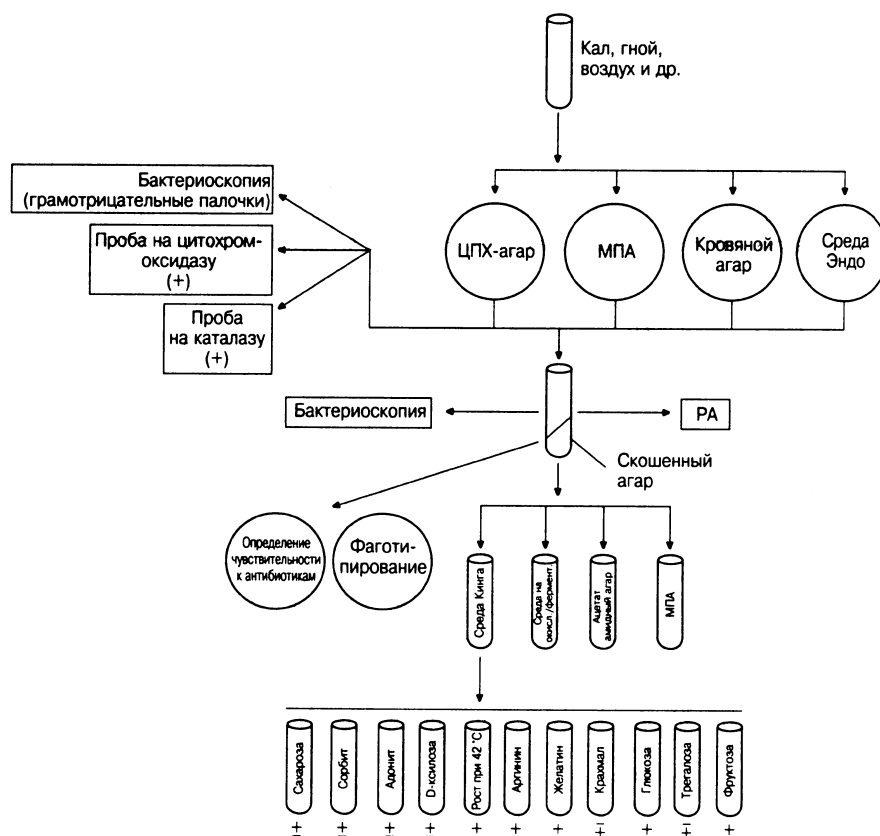 Кал, гной,
воздух и др.
Бактериоскопия
(грамотрицательные палочки)
Проба на цитохром-
оксидазу
(+)
Проба
на каталазу
(+)
ЦПХ-агар
МПА
Кровяной
агар
Среда
Эндо
Бактериоскопия
РА
Скошенный
агар
Определение
чувствительности
к антибиотикам
Фаготи-
пирование
Среда Кинга
Среда на
окисл./фермент.
Ацетат
амидный агар
МПА
Сахароза
Сорбит
Адонит
D-ксилоза
Рост при 42 °С
Аргинин
Желатин
Крахмал
Глюкоза
Трегалоза
Фруктоза